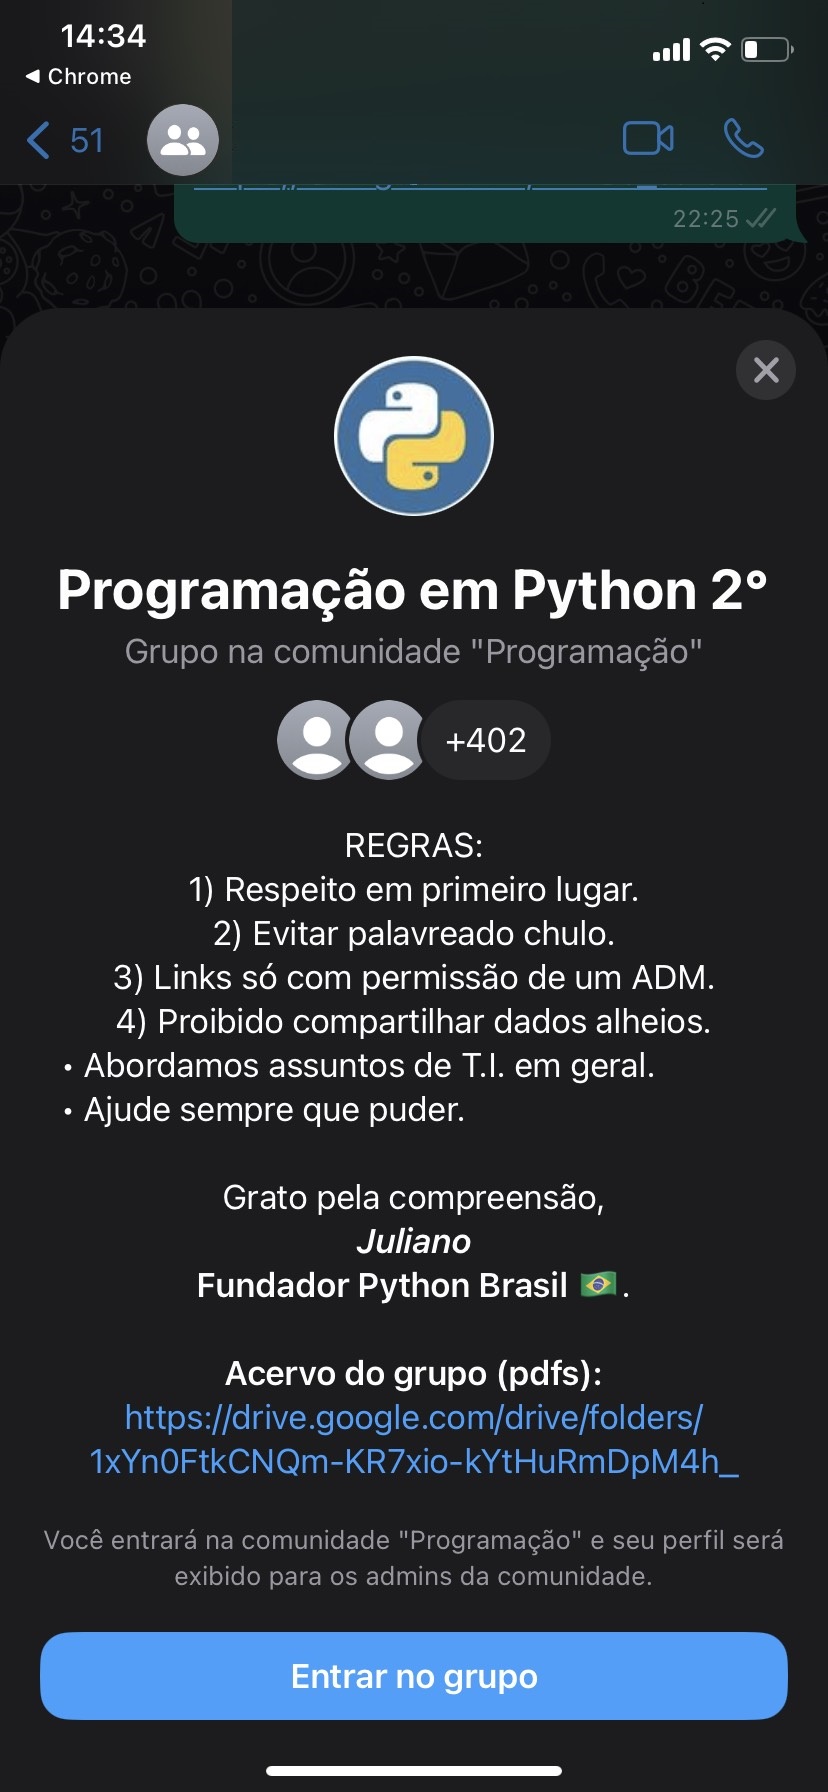 14:34
Chrome
51
22:25
Programação em Python 2°
Grupo na comunidade "Programação"
+402
REGRAS:
1) Respeito em primeiro lugar.
2) Evitar palavreado chulo.
3) Links só com permissão de um ADM.
4) Proibido compartilhar dados alheios.
• Abordamos assuntos de T.I. em geral.
• Ajude sempre que puder.
Grato pela compreensão,
Juliano
Fundador Python Brasil 🇧🇷.
Acervo do grupo (pdfs):
https://drive.google.com/drive/folders/
1xYn0FtkCNQm-KR7xio-kYtHuRmDpM4h_
Você entrará na comunidade "Programação" e seu perfil será
exibido para os admins da comunidade.
Entrar no grupo